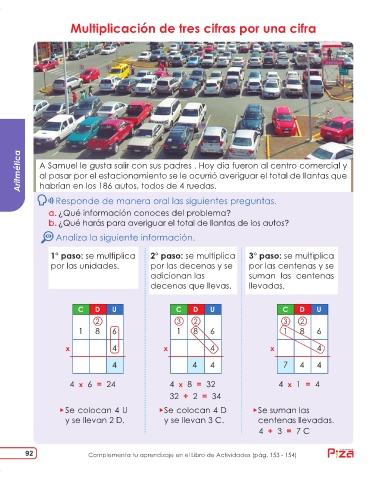 Multiplicación de tres cifras por una cifra
Aritmética
A Samuel le gusta salir con sus padres . Hoy día fueron al centro comercial y
al pasar por el estacionamiento se le ocurrió averiguar el total de llantas que
habrían en los 186 autos, todos de 4 ruedas.
Responde de manera oral las siguientes preguntas.
a. ¿Qué información conoces del problema?
b. ¿Qué harás para averiguar el total de llantas de los autos?
Analiza la siguiente información.
1° paso: se multiplica
por las unidades.
2° paso: se multiplica
por las decenas y se
adicionan las
decenas que llevas.
3° paso: se multiplica
por las centenas y se
suman las centenas
llevadas.
C D U
2
1 8 6
x 4
4
4 x 6 = 24
▸Se colocan 4 U
y se llevan 2 D.
C D U
3 2
1 8 6
x 4
4 4
4 x 8 = 32
32 + 2 = 34
▸Se colocan 4 D
y se llevan 3 C.
C D U
3 2
1 8 6
x 4
7 4 4
4 x 1 = 4
▸Se suman las
centenas llevadas.
4 + 3 = 7 C
92
Complementa tu aprendizaje en el Libro de Actividades (pág. 153 - 154)